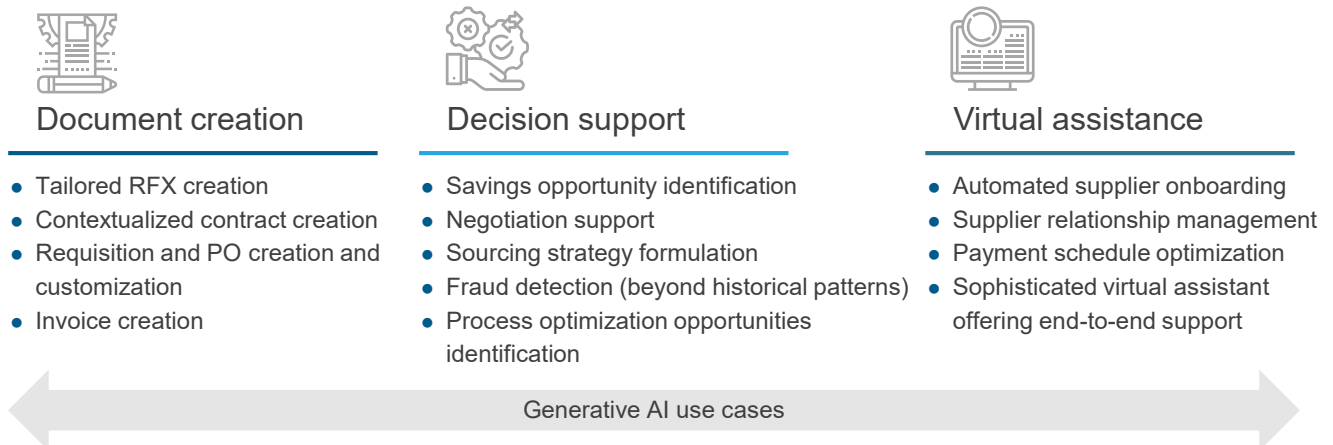 Document creation
● Tailored RFX creation
● Contextualized contract creation
● Requisition and PO creation and
customization
● Invoice creation
Decision support
● Savings opportunity identification
● Negotiation support
● Sourcing strategy formulation
● Fraud detection (beyond historical patterns)
● Process optimization opportunities
identification
Virtual assistance
● Automated supplier onboarding
● Supplier relationship management
● Payment schedule optimization
● Sophisticated virtual assistant
offering end-to-end support
Generative AI use cases